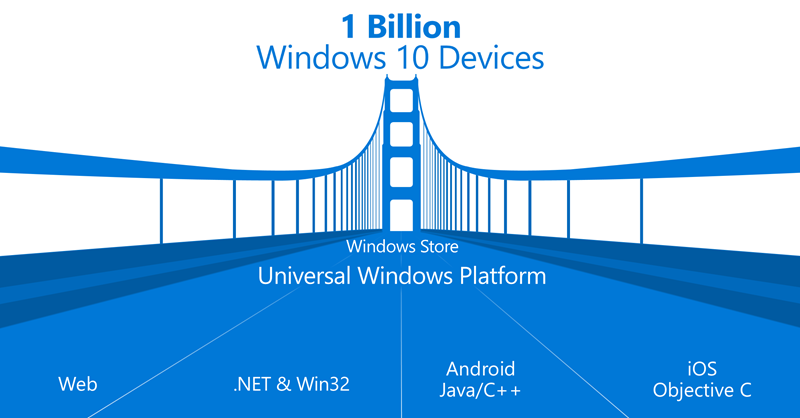 1 Billion
Windows 10 Devices
Windows Store
Universal Windows Platform
Web
.NET & Win32
Android
Java/C++
iOS
Objective C